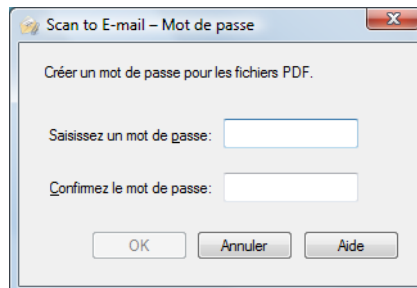 Scan to E-mail – Mot de passe
Créer un mot de passe pour les fichiers PDF.
Saisissez un mot de passe:
Confirmez le mot de passe:
OK Annuler Aide